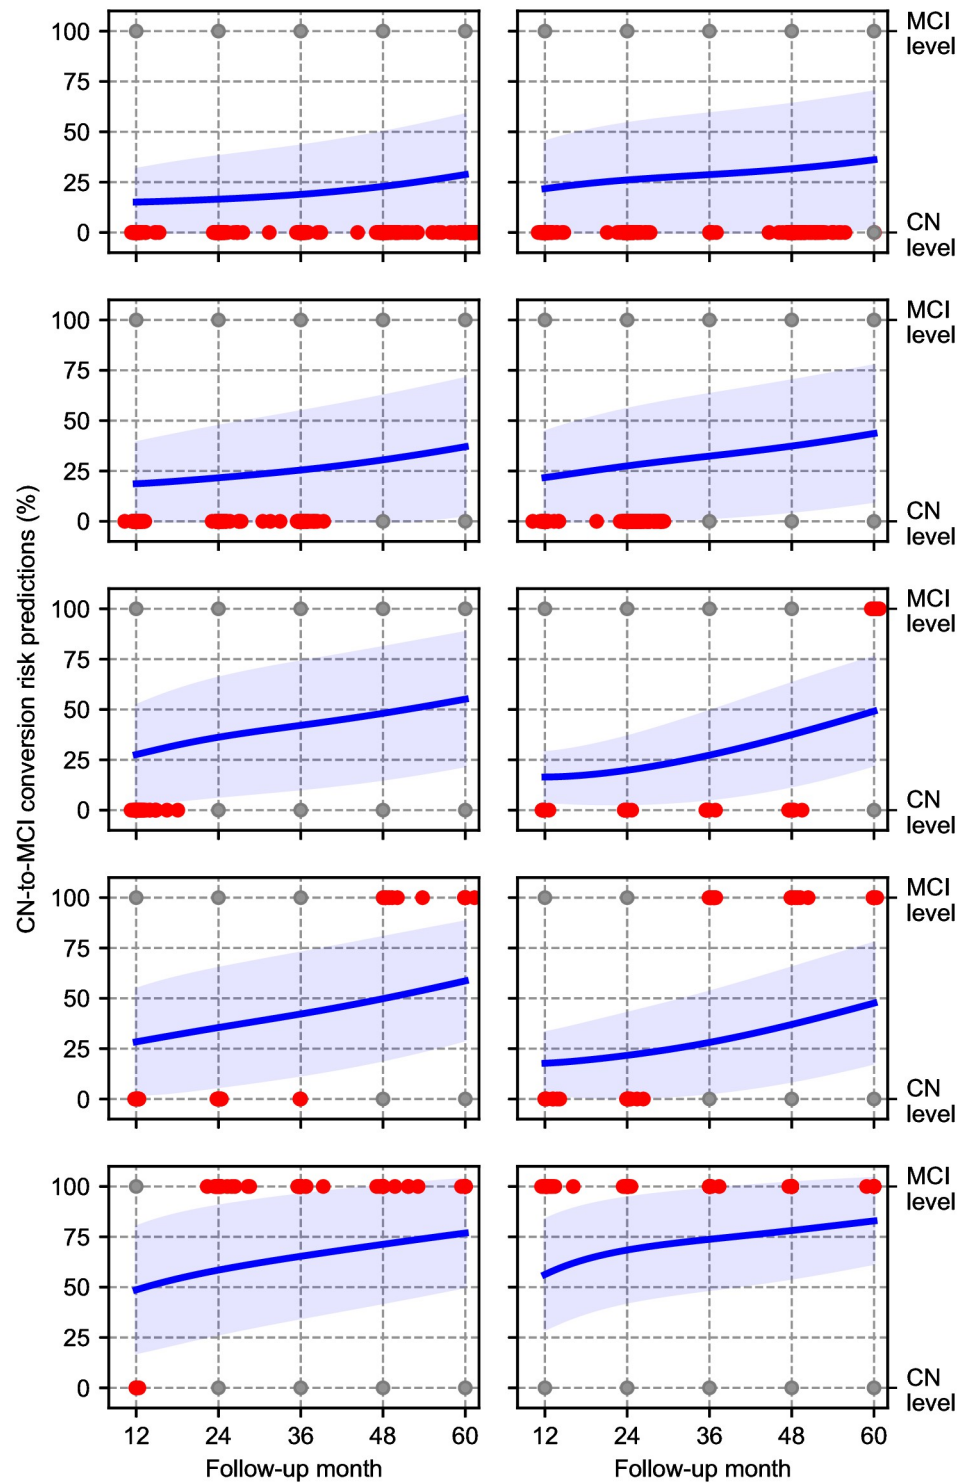 100
75
50
25
0
MCI
level
CN
level
100
75
50
25
0
MCI
level
CN
level
100
75
50
25
0
MCI
level
CN
level
100
75
50
25
0
MCI
level
CN
level
100
75
50
25
0
MCI
level
CN
level
CN-to-MCI conversion risk predictions (%)
12 24 36 48 60
12 24 36 48 60
Follow-up month
Follow-up month